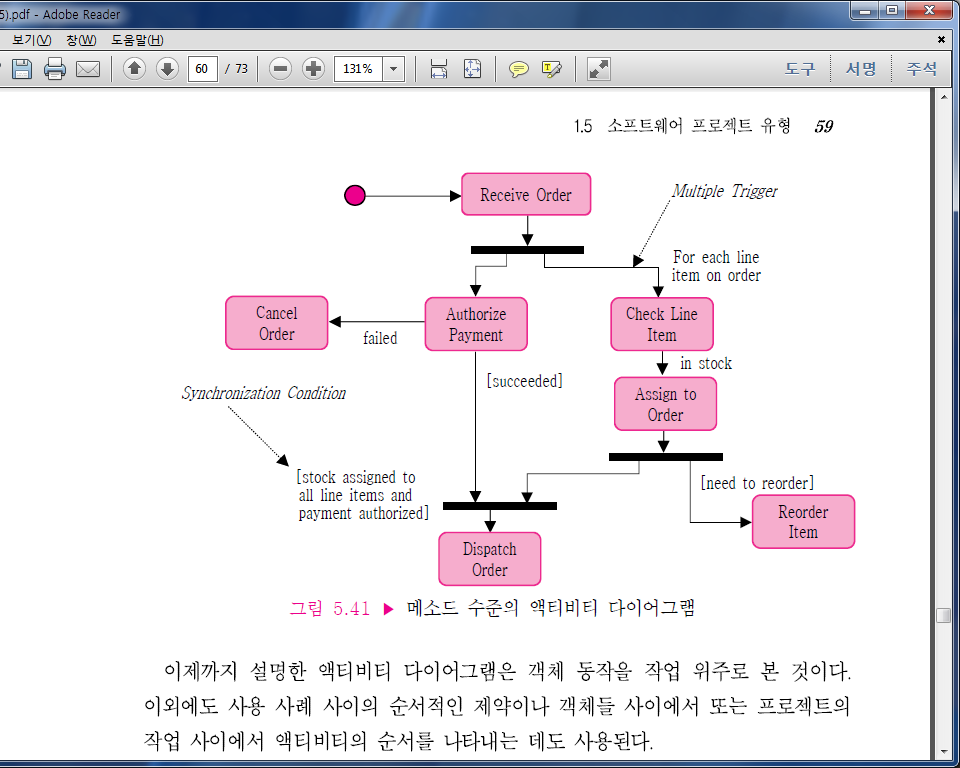 5).pdf - Adobe Reader
보기(V) 창(W) 도움말(H)
60 / 73 131% 도구 서명 주석
1.5 소프트웨어 프로젝트 유형 59
Receive Order
Multiple Trigger
For each line
item on order
Cancel
Order
failed
Authorize
Payment
Check Line
Item
[succeeded]
in stock
Synchronization Condition
Assign to
Order
[stock assigned to
all line items and
payment authorized]
[need to reorder]
Reorder
Item
Dispatch
Order
그림 5.41 ▶ 메소드 수준의 액티비티 다이어그램
이제까지 설명한 액티비티 다이어그램은 객체 동작을 작업 위주로 본 것이다.
이외에도 사용 사례 사이의 순서적인 제약이나 객체들 사이에서 또는 프로젝트의
작업 사이에서 액티비티의 순서를 나타내는 데도 사용된다.